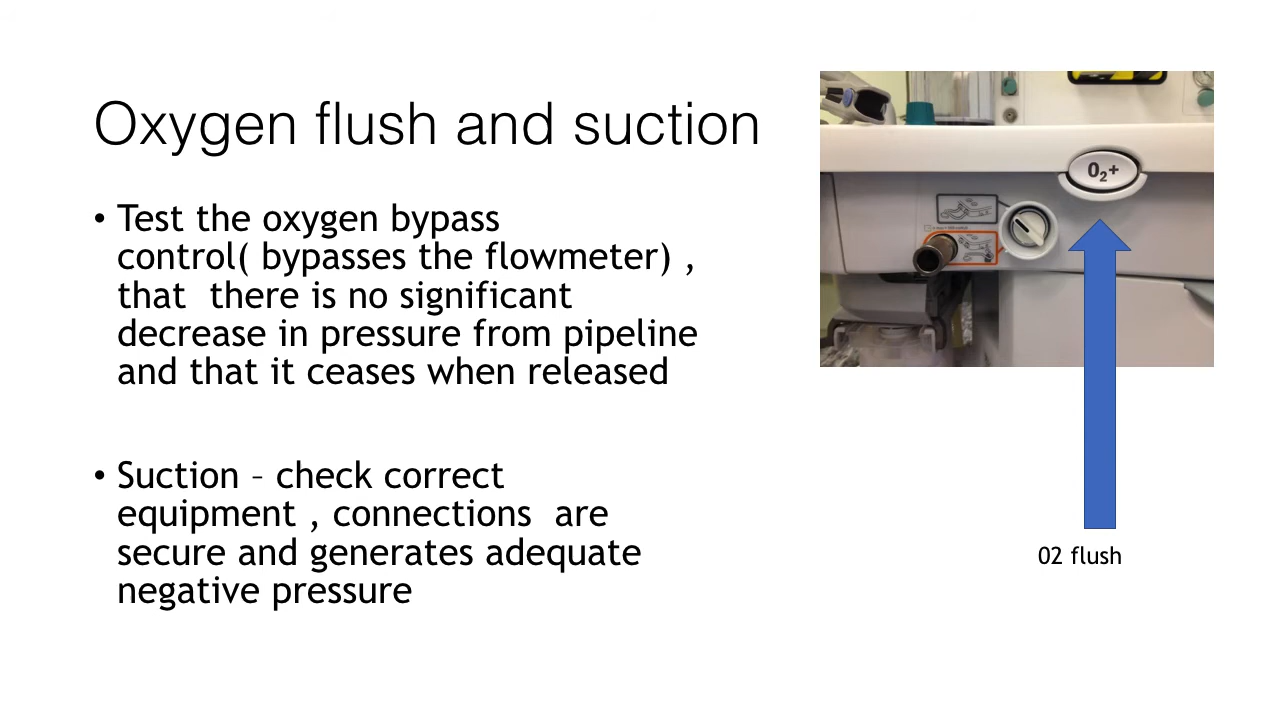 Oxygen flush and suction
• Test the oxygen bypass
control( bypasses the flowmeter) ,
that  there is no significant
decrease in pressure from pipeline
and that it ceases when released
• Suction – check correct
equipment , connections  are
secure and generates adequate
negative pressure
O₂+
02 flush